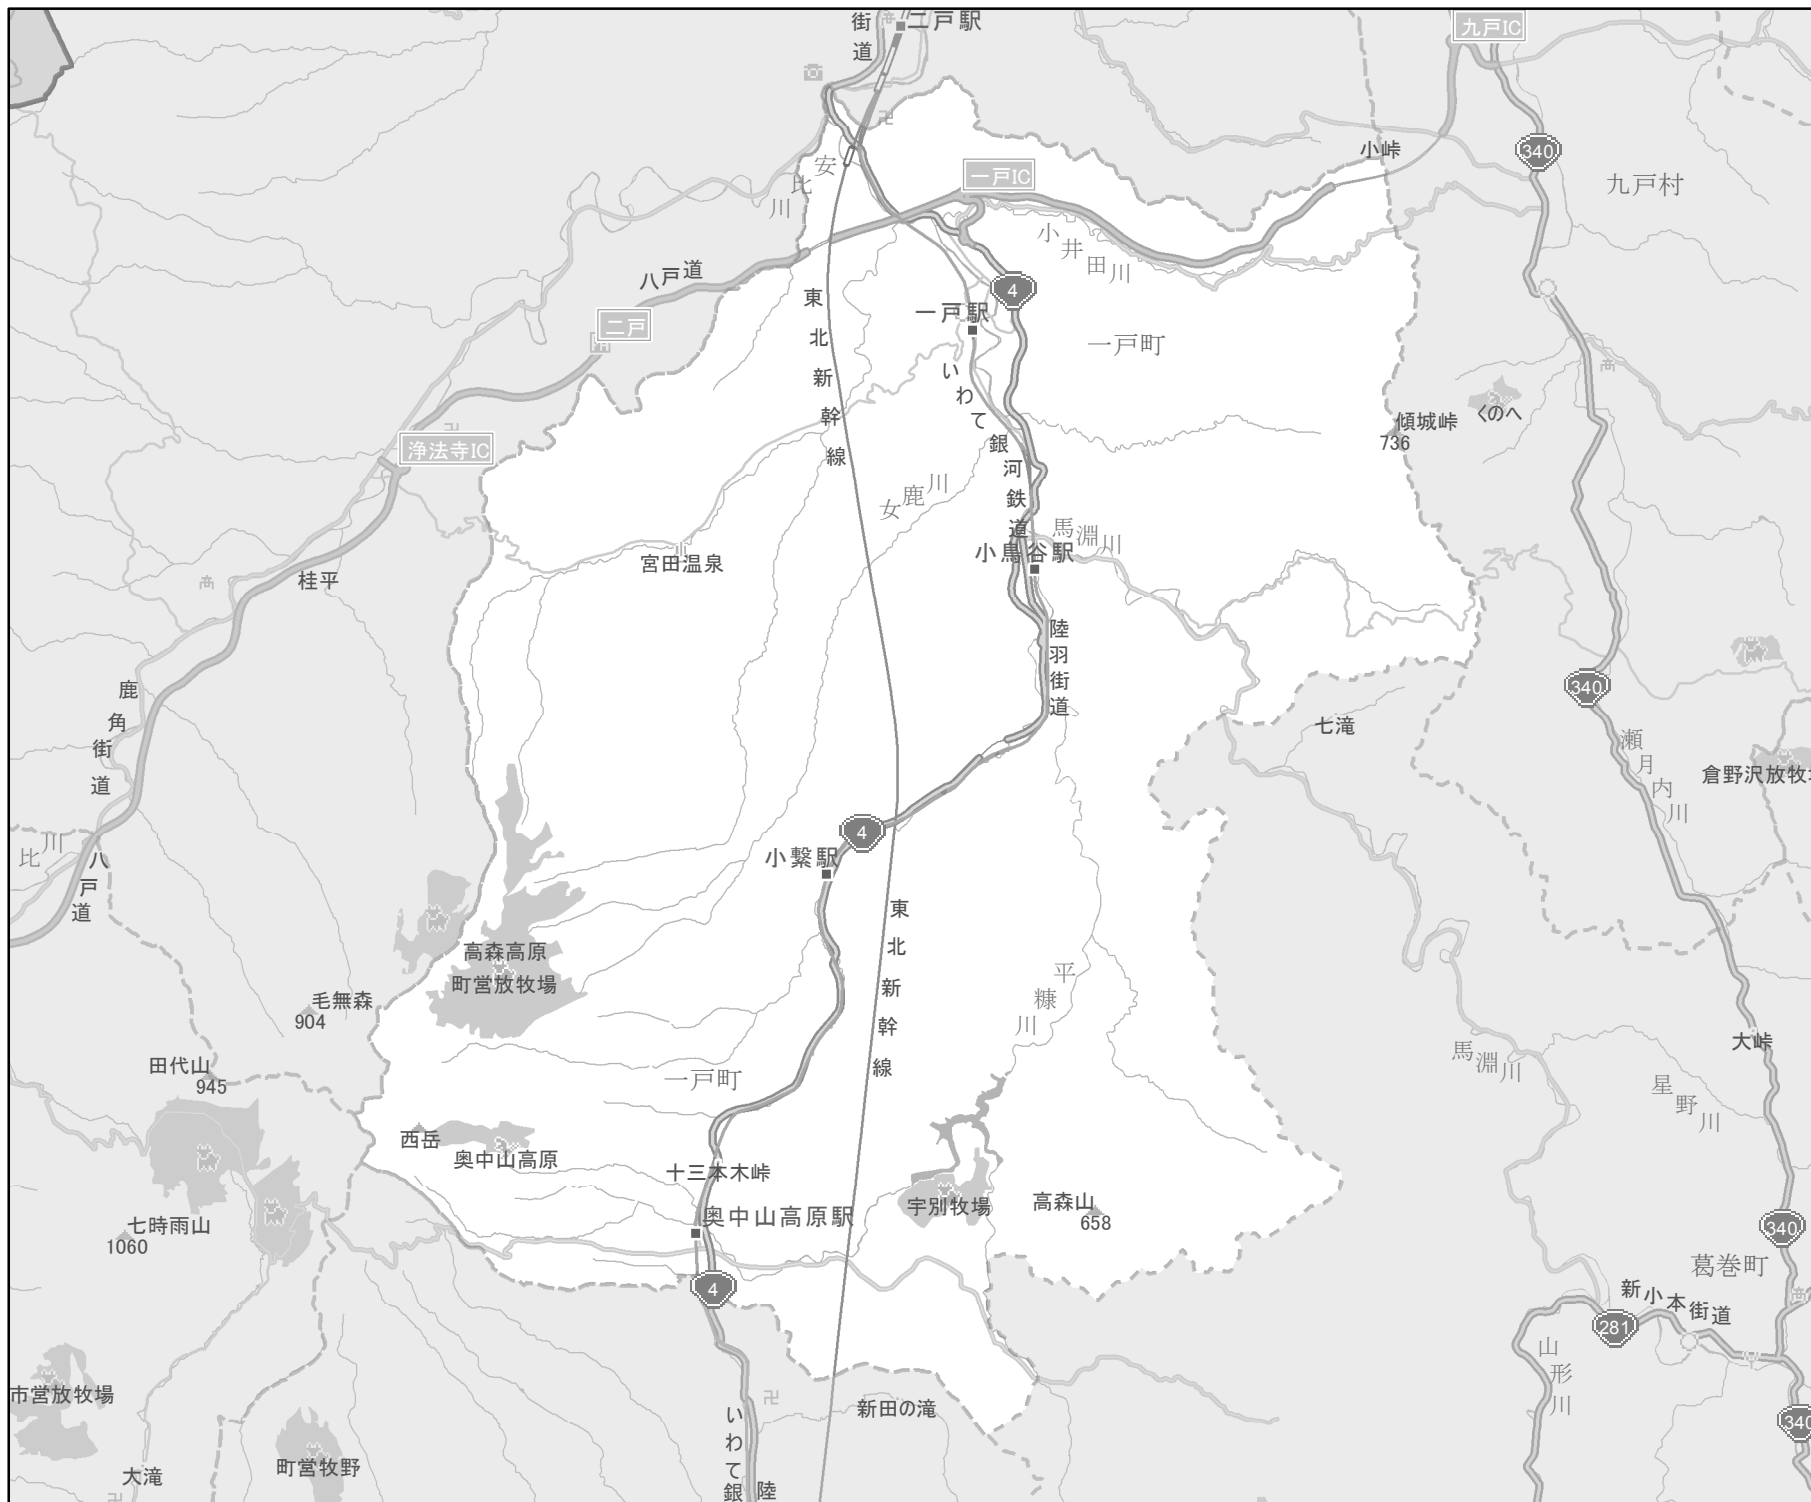 街道
二戸駅
九戸IC
340
小峠
九戸村
安比川
一戸IC
小井田川
八戸道
4
東北新幹線
一戸駅
二戸
一戸町
いわて銀河鉄道
くのへ
傾城峠
736
浄法寺IC
女鹿川
馬淵川
小鳥谷駅
宮田温泉
桂平
陸羽街道
340
鹿角街道
七滝
瀬月内川
倉野沢放牧場
4
小繋駅
比川
八戸道
東北新幹線
高森高原
町営放牧場
平糠川
毛無森
904
大峠
馬淵川
田代山
945
一戸町
星野川
西岳
奥中山高原
十三本木峠
宇別牧場
高森山
658
奥中山高原駅
七時雨山
1060
340
葛巻町
4
新小本街道
281
山形川
市営放牧場
新田の滝
340
いわて銀
陸
町営牧野
大滝